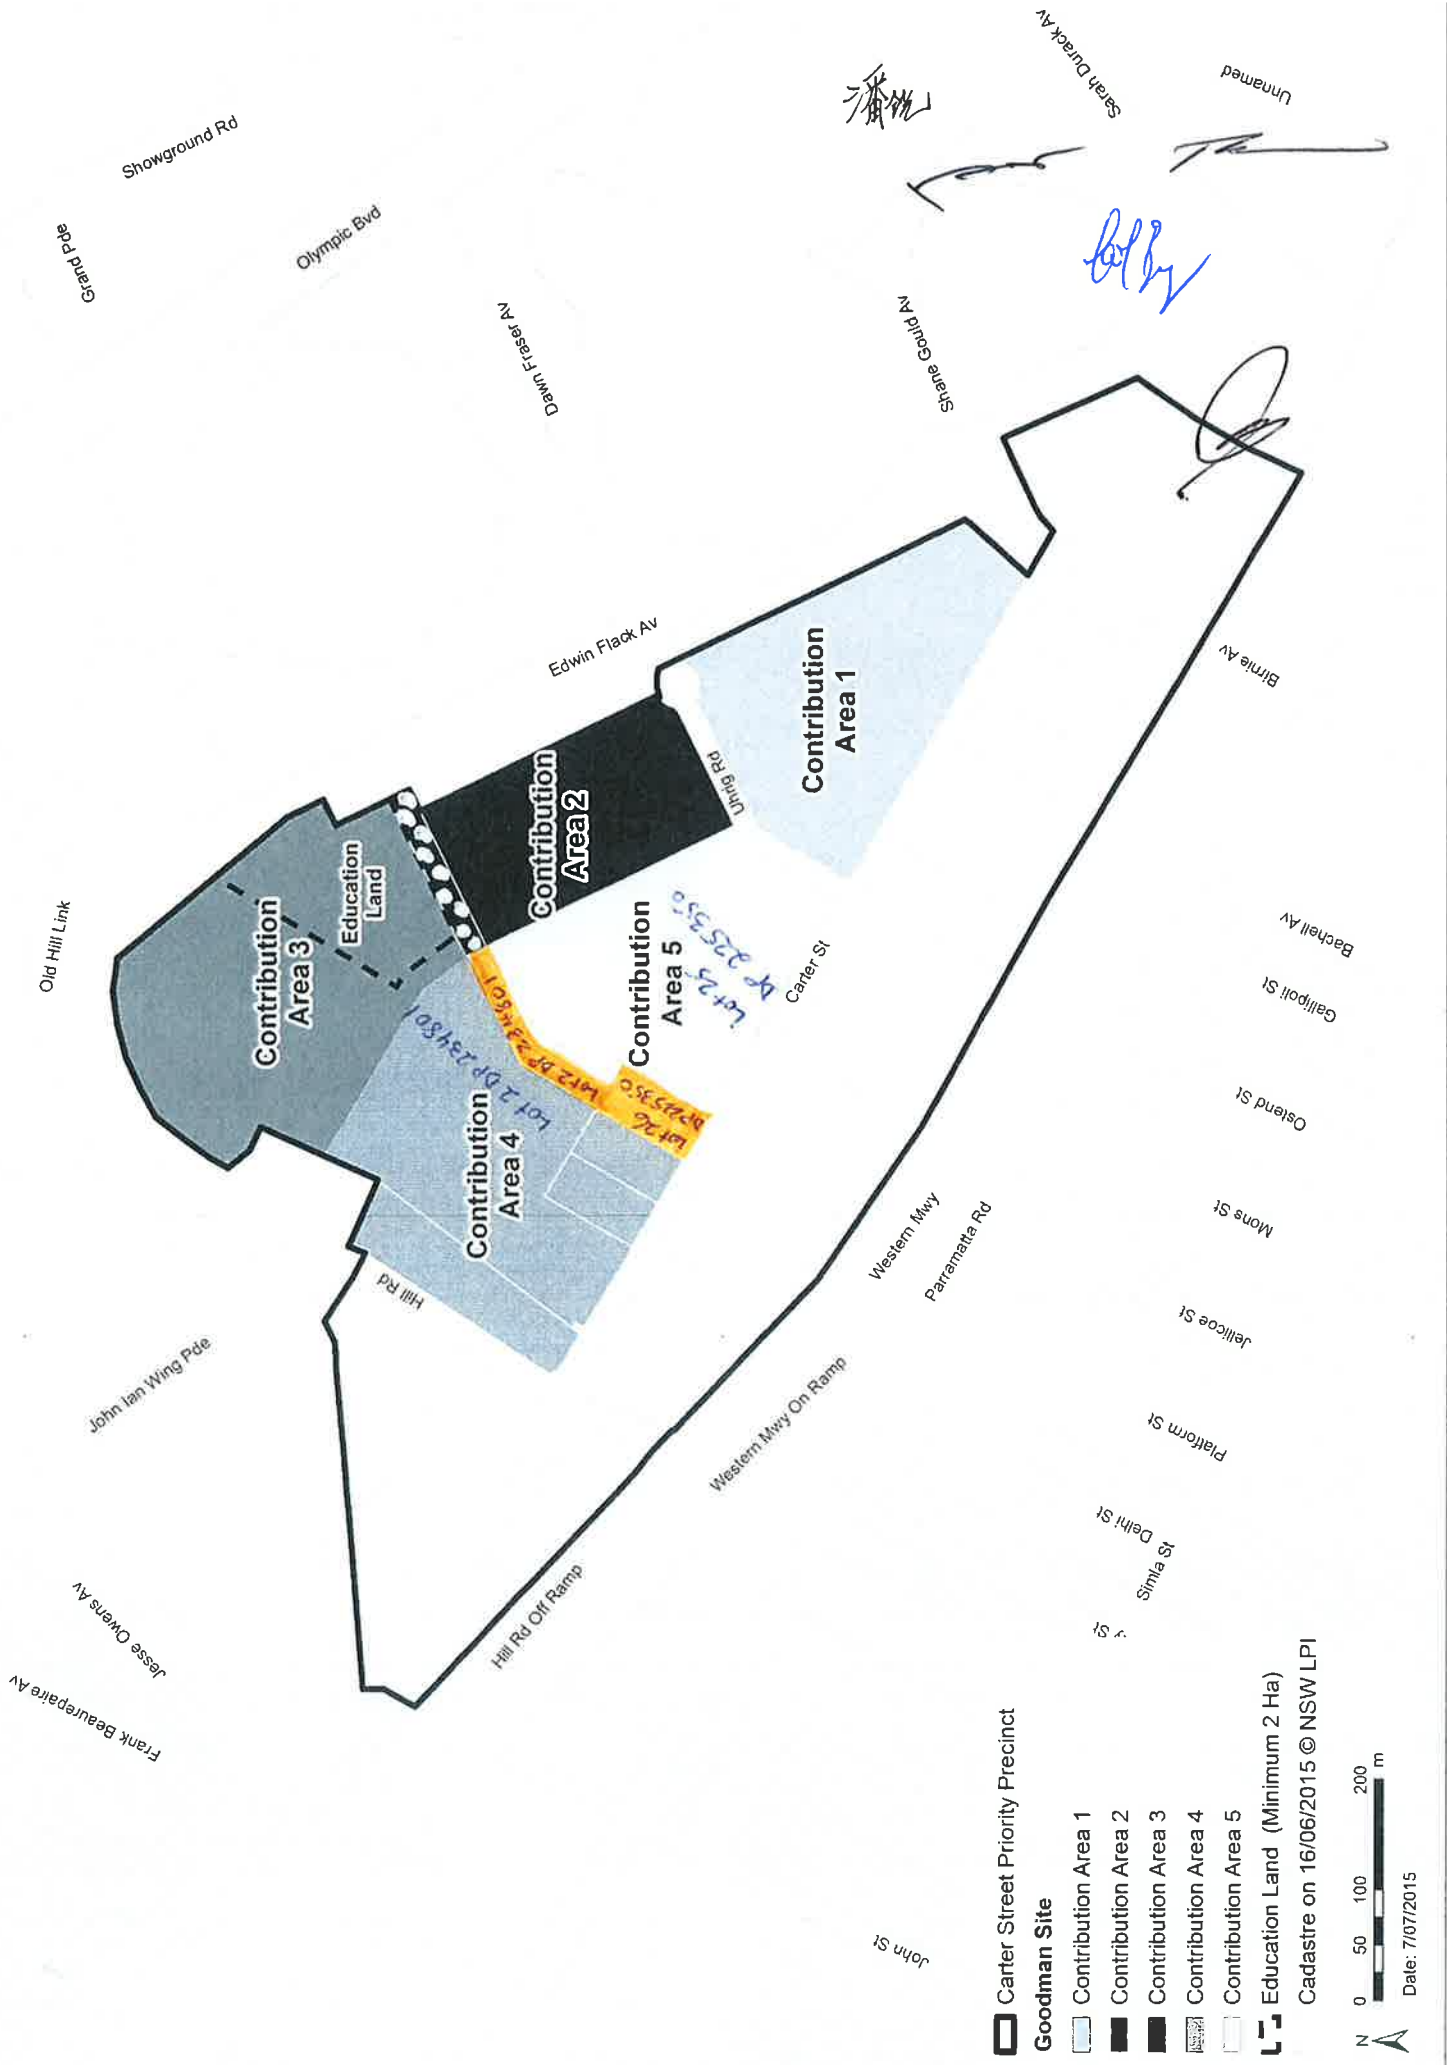 Frank Beaurepaire Av
Jesse Owens Av
John Ian Wing Pde
Old Hill Link
Grand Pde
Showground Rd
Olympic Bvd
Dawn Fraser Av
Edwin Flack Av
Shane Gould Av
Sarah Durack Av
Unnamed
潘锐
Contribution
Area 3
Education
Land
Hill Rd
Contribution
Area 4
Lot 2 DP 234801
Lot 2 DP 234801
Lot 26
DP 225350
Contribution
Area 2
Contribution
Area 5
Lot 25
DP 225350
Uhrig Rd
Carter St
Contribution
Area 1
Hill Rd Off Ramp
Western Mwy On Ramp
Western Mwy
Parramatta Rd
Birnie Av
Bachell Av
Gallipoli St
Ostend St
Mons St
Jellicoe St
Platform St
Delhi St
Simla St
y St
John St
Carter Street Priority Precinct
Goodman Site
Contribution Area 1
Contribution Area 2
Contribution Area 3
Contribution Area 4
Contribution Area 5
Education Land (Minimum 2 Ha)
Cadastre on 16/06/2015 © NSW LPI
N
0 50 100 200
m
Date: 7/07/2015